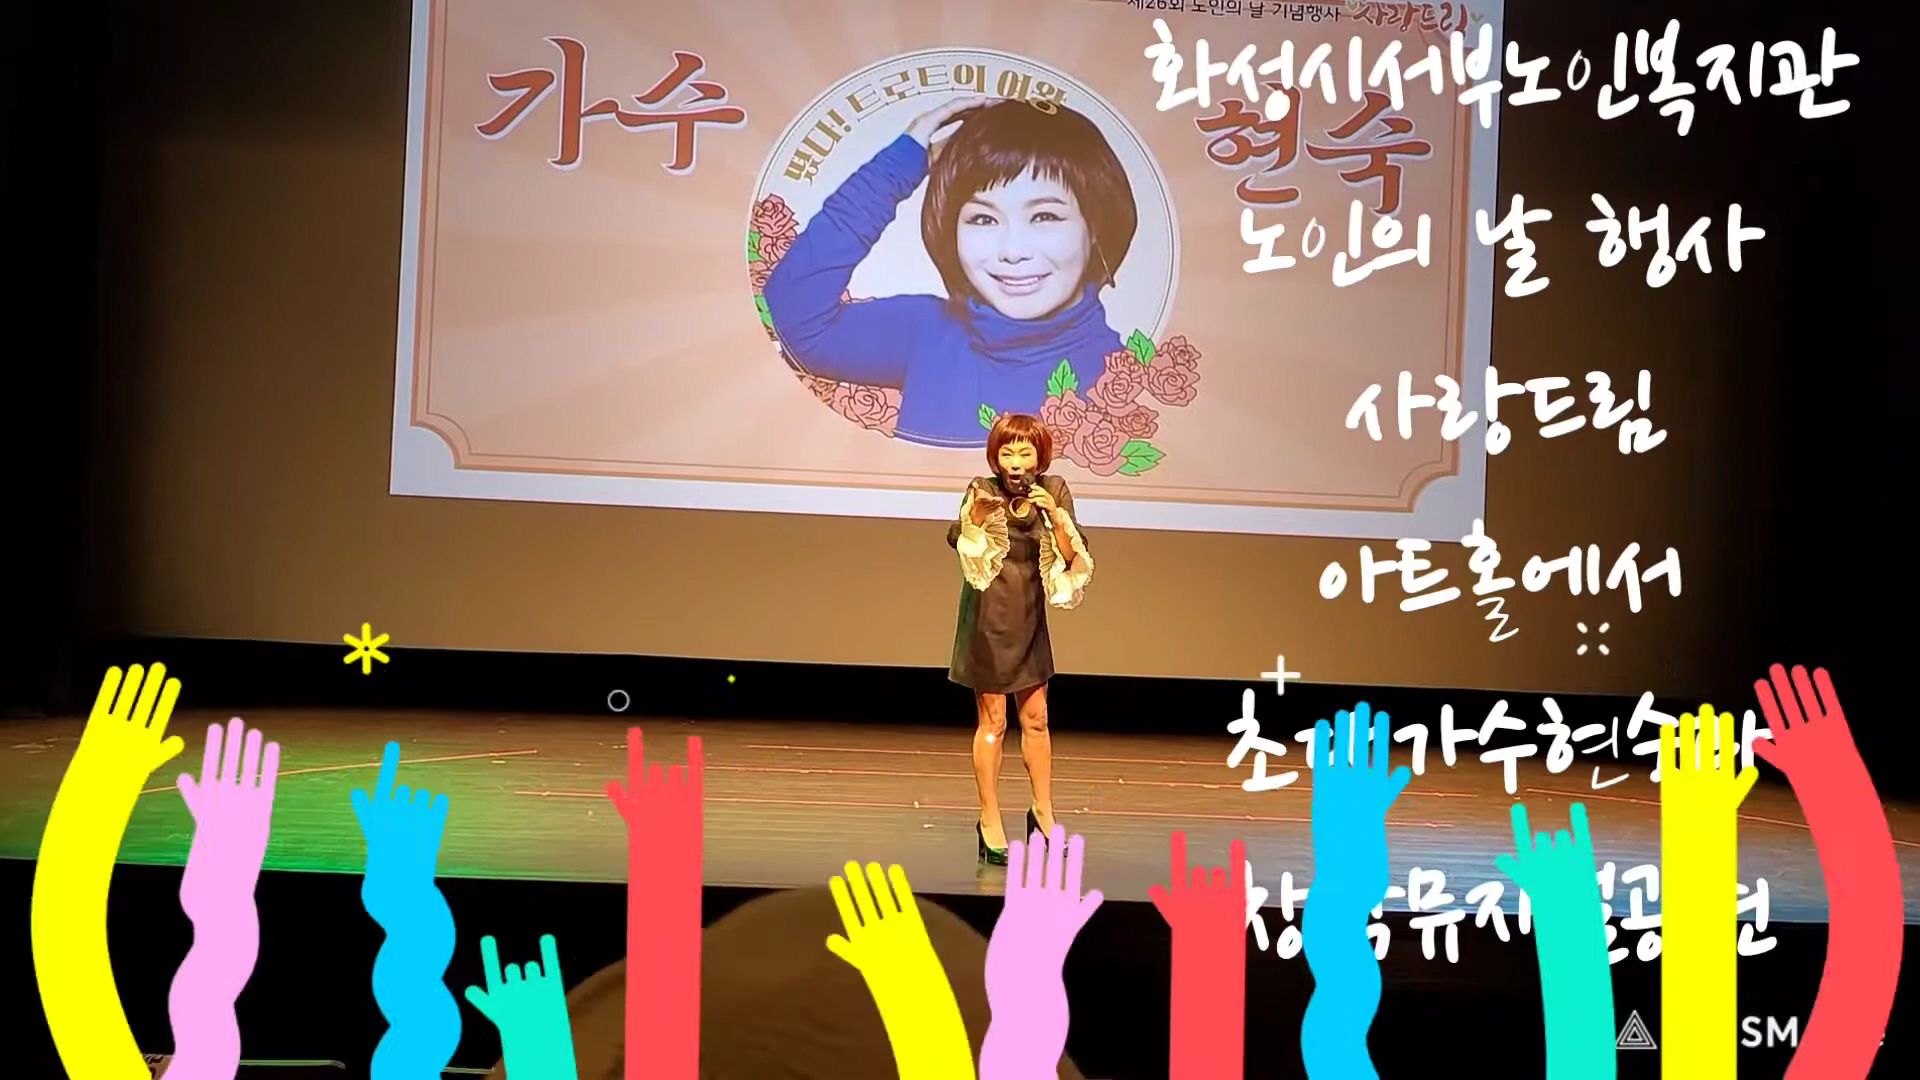 제26회 노인의 날 기념행사 사랑드림
가수 현숙
떴다! 트로트의 여왕
화성시서부노인복지관
노인의 날 행사
사랑드림
아트홀에서
가수현숙
SM